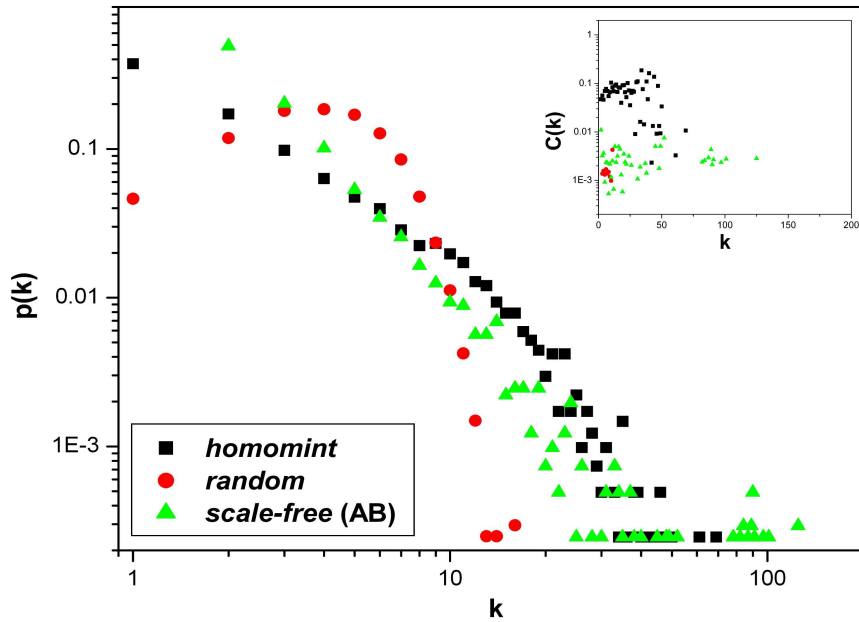 p(k)
0.1
0.01
1E-3
1 10 100
k
homomint
random
scale-free (AB)
C(k)
1
0.1
0.01
1E-3
0 50 100 150 200
k